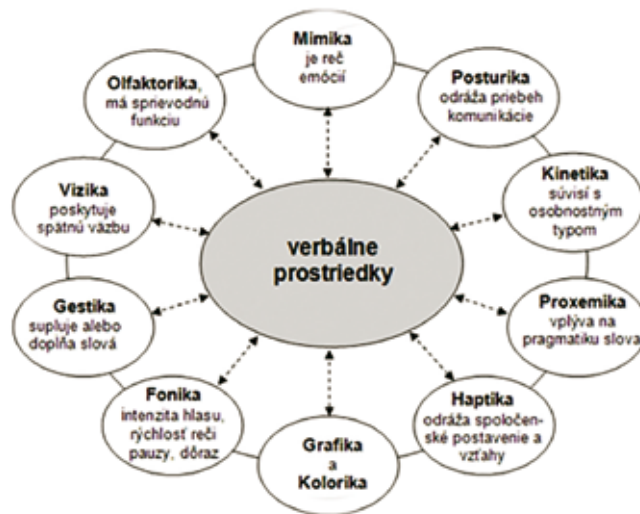 Mimika
je reč
emócií
Posturika
odráža priebeh
komunikácie
Kinetika
súvisí s
osobnostným
typom
Proxemika
vplýva na
pragmatiku slova
Haptika
odráža spoločen-
ské postavenie a
vzťahy
Grafika
a
Kolorika
Fonika
intenzita hlasu,
rýchlosť reči
pauzy, dôraz
Gestika
supluje alebo
dopĺňa slová
Vizika
poskytuje
spätnú väzbu
Olfaktorika,
má sprievodnú
funkciu
verbálne
prostriedky